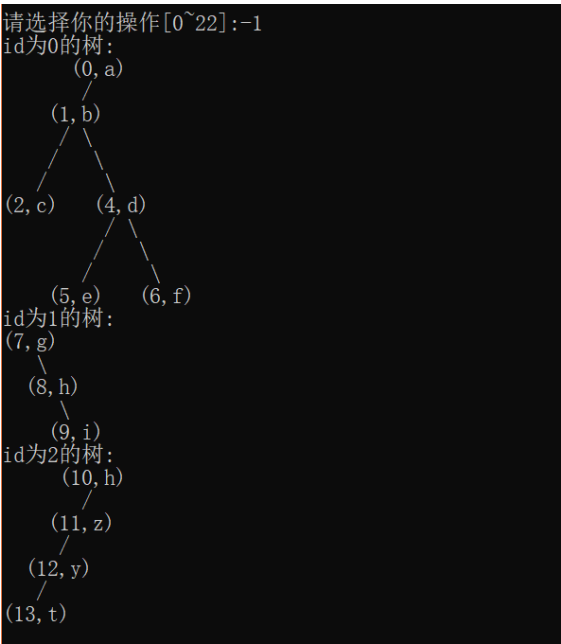 请选择你的操作[0~22]:-1
id为0的树:
(0,a)
/
(1,b)
/ \
/ \
/ \
(2,c) (4,d)
/ \
/ \
/ \
(5,e) (6,f)
id为1的树:
(7,g)
\
(8,h)
\
(9,i)
id为2的树:
(10,h)
/
(11,z)
/
(12,y)
/
(13,t)